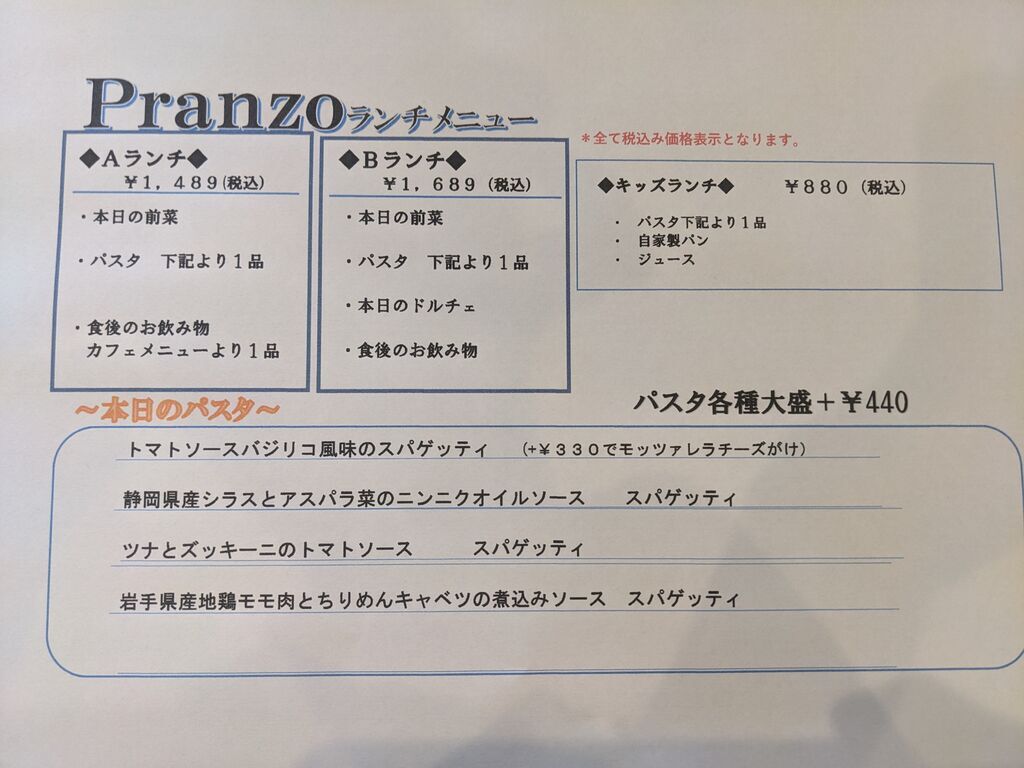 Pranzoランチメニュー
＊全て税込み価格表示となります。
◆Aランチ◆
￥1，489(税込)
・本日の前菜
・パスタ　下記より１品
・食後のお飲み物
カフェメニューより１品
◆Bランチ◆
￥1，689（税込）
・本日の前菜
・パスタ　下記より１品
・本日のドルチェ
・食後のお飲み物
◆キッズランチ◆　　￥８８０（税込）
・　パスタ下記より１品
・　自家製パン
・　ジュース
～本日のパスタ～
パスタ各種大盛＋￥440
トマトソースバジリコ風味のスパゲッティ　（+￥３３０でモッツァレラチーズがけ）
静岡県産シラスとアスパラ菜のニンニクオイルソース　　スパゲッティ
ツナとズッキーニのトマトソース　　　スパゲッティ
岩手県産地鶏モモ肉とちりめんキャベツの煮込みソース　スパゲッティ